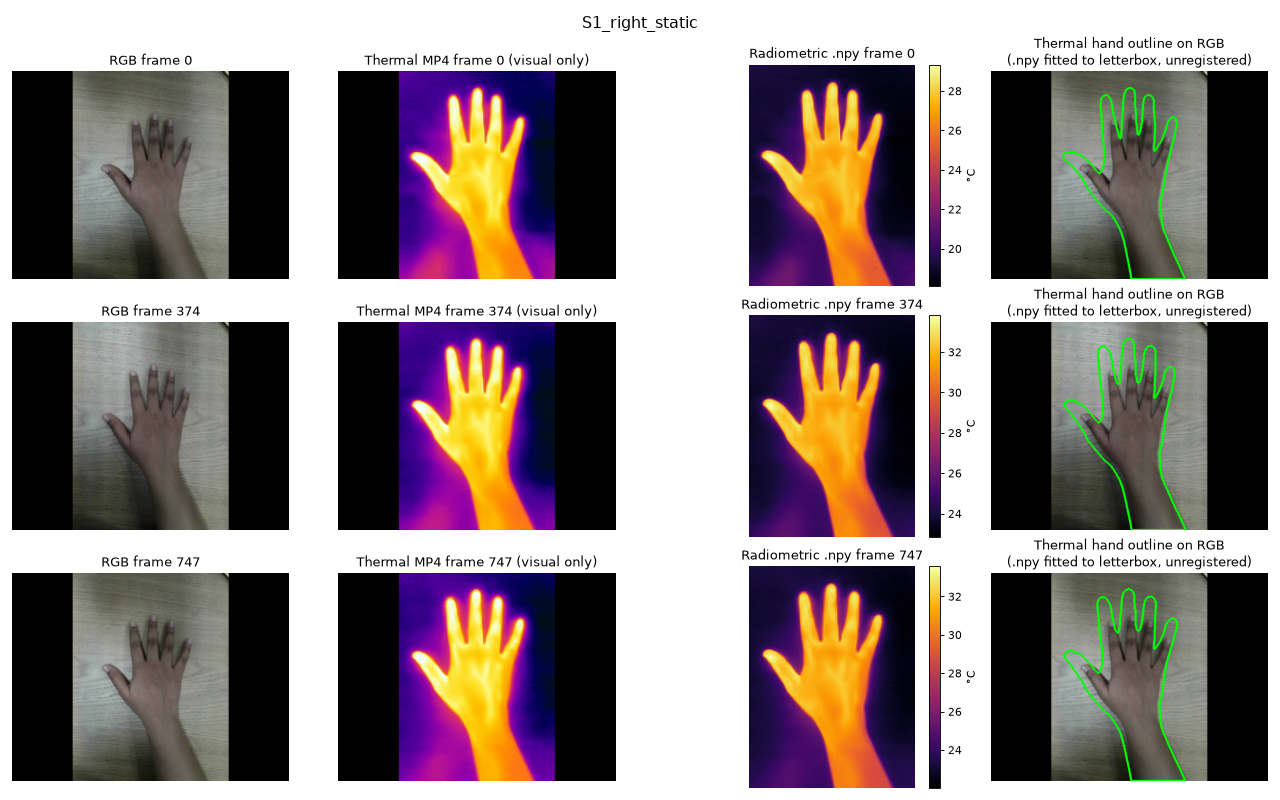 S1_right_static
RGB frame 0
Thermal MP4 frame 0 (visual only)
Radiometric .npy frame 0
Thermal hand outline on RGB
(.npy fitted to letterbox, unregistered)
28
26
24
22
20
°C
RGB frame 374
Thermal MP4 frame 374 (visual only)
Radiometric .npy frame 374
Thermal hand outline on RGB
(.npy fitted to letterbox, unregistered)
32
30
28
26
24
°C
RGB frame 747
Thermal MP4 frame 747 (visual only)
Radiometric .npy frame 747
Thermal hand outline on RGB
(.npy fitted to letterbox, unregistered)
32
30
28
26
24
°C